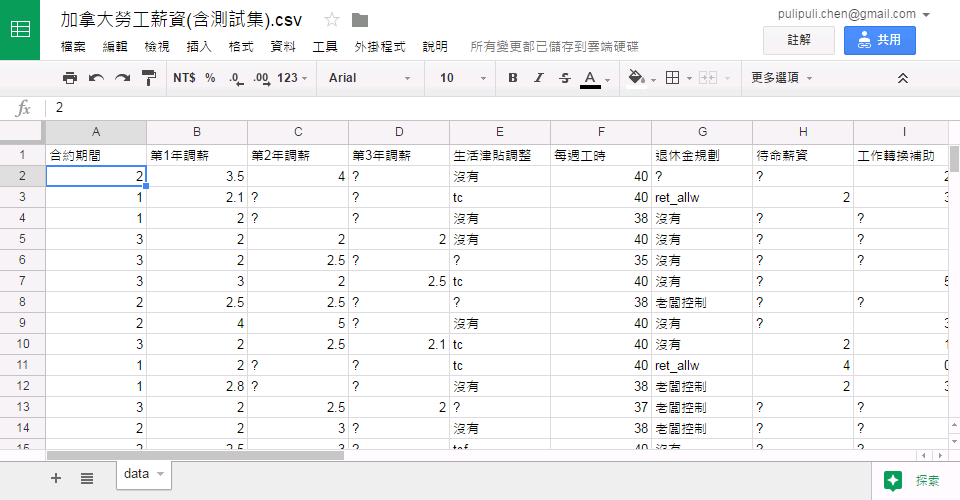 加拿大勞工薪資(含測試集).csv
pulipuli.chen@gmail.com
檔案 編輯 檢視 插入 格式 資料 工具 外掛程式 說明 所有變更都已儲存到雲端硬碟
註解 共用
NT$ % .0 .00 123 Arial 10 B I S A 更多選項
fx 2
A B C D E F G H I
1 合約期間 第1年調薪 第2年調薪 第3年調薪 生活津貼調整 每週工時 退休金規劃 待命薪資 工作轉換補助
2 2 3.5 4 ? 沒有 40 ? ? 2
3 1 2.1 ? ? tc 40 ret_allw 2 3
4 1 2 ? ? 沒有 38 沒有 ? ?
5 3 2 2 2 沒有 40 沒有 ? ?
6 3 2 2.5 ? ? 35 沒有 ? ?
7 3 3 2 2.5 tc 40 沒有 ? 5
8 2 2.5 2.5 ? ? 38 老闆控制 ? ?
9 2 4 5 ? 沒有 40 沒有 ? 3
10 3 2 2.5 2.1 tc 40 沒有 2 1
11 1 2 ? ? tc 40 ret_allw 4 0
12 1 2.8 ? ? 沒有 38 老闆控制 2 3
13 3 2 2.5 2 ? 37 老闆控制 ? ?
14 2 2 3 ? 沒有 38 老闆控制 ? ?
15 2 2.5 3 ? tcf 40 沒有 ? ?
data
探索